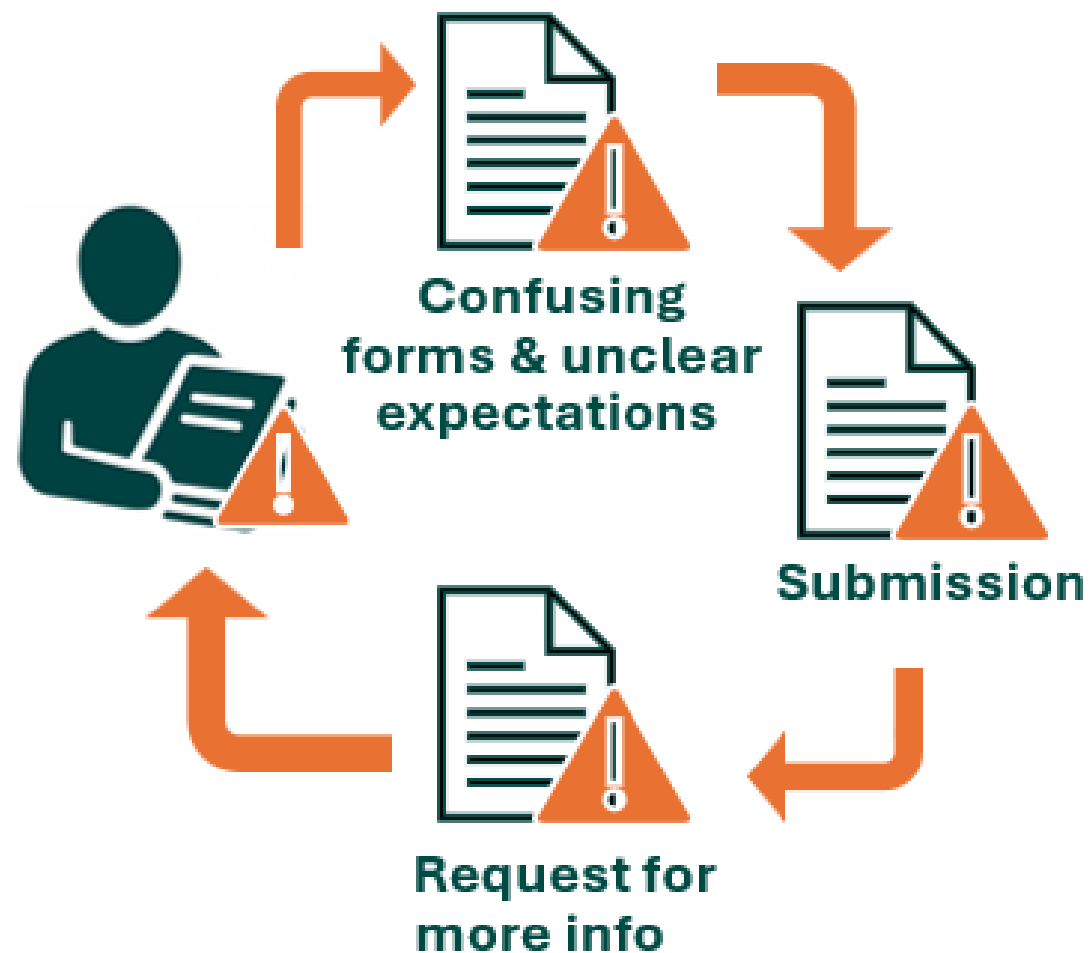 Confusing
forms & unclear
expectations
Submission
Request for
more info